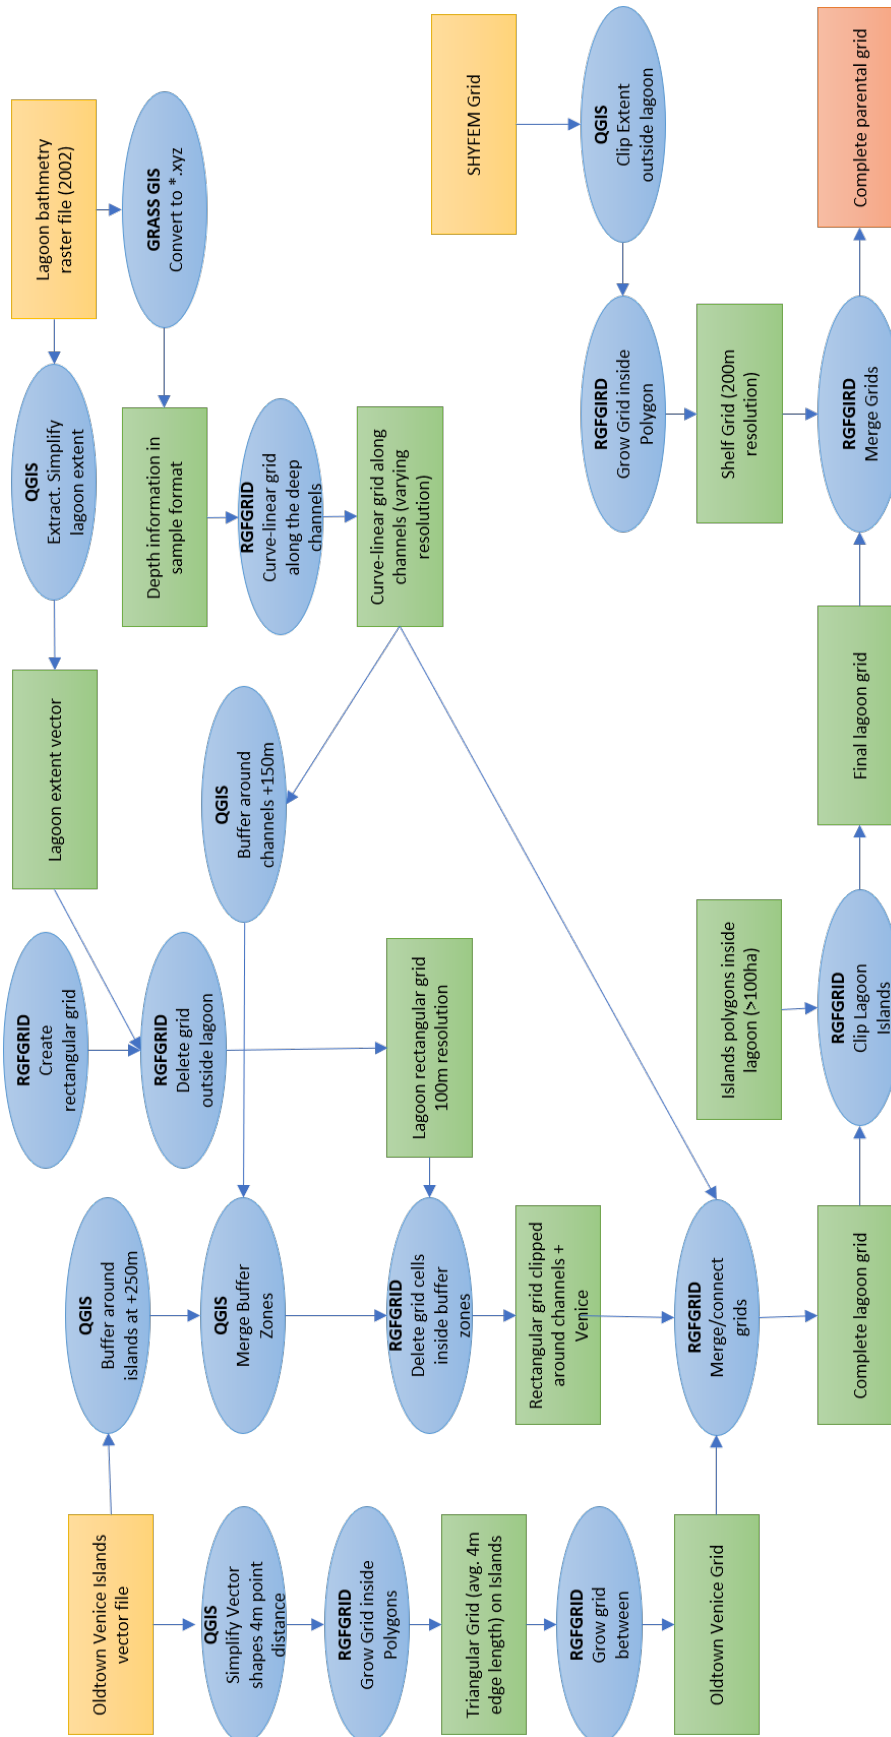 Oldtown Venice Islands
vector file
QGIS
Buffer around
islands at +250m
RGFGRID
Create
rectangular grid
Lagoon extent vector
QGIS
Extract. Simplify
lagoon extent
Lagoon bathmetry
raster file (2002)
GRASS GIS
Convert to *.xyz
RGFGRID
Delete grid
outside lagoon
Depth information in
sample format
QGIS
Simplify Vector
shapes 4m point
distance
QGIS
Merge Buffer
Zones
QGIS
Buffer around
channels +150m
RGFGRID
Curve-linear grid
along the deep
channels
RGFGRID
Grow Grid inside
Polygons
RGFGRID
Delete grid cells
inside buffer
zones
Lagoon rectangular grid
100m resolution
Curve-linear grid along
channels (varying
resolution)
SHYFEM Grid
Triangular Grid (avg. 4m
edge length) on Islands
Rectangular grid clipped
around channels +
Venice
RGFGRID
Grow grid
between
RGFGIRD
Grow Grid inside
Polygon
QGIS
Clip Extent
outside lagoon
Oldtown Venice Grid
RGFGRID
Merge/connect
grids
Islands polygons inside
lagoon (>100ha)
Shelf Grid (200m
resolution)
Complete lagoon grid
RGFGRID
Clip Lagoon
Islands
Final lagoon grid
RGFGIRD
Merge Grids
Complete parental grid